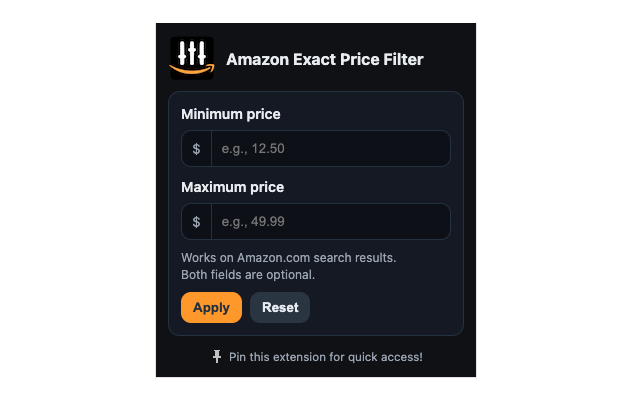 Amazon Exact Price Filter
Minimum price
$ e.g., 12.50
Maximum price
$ e.g., 49.99
Works on Amazon.com search results.
Both fields are optional.
Apply Reset
Pin this extension for quick access!